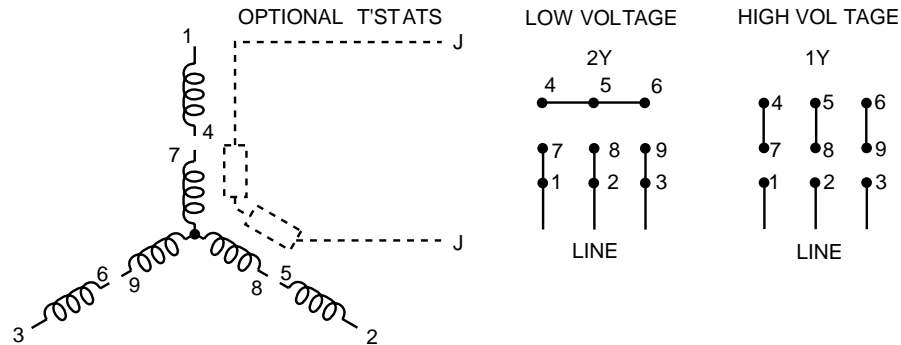 OPTIONAL T'STATS
J
J
1
4
7
6
9
3
5
8
2
LOW VOLTAGE
2Y
4 5 6
7 8 9
1 2 3
LINE
HIGH VOL TAGE
1Y
4 5 6
7 8 9
1 2 3
LINE